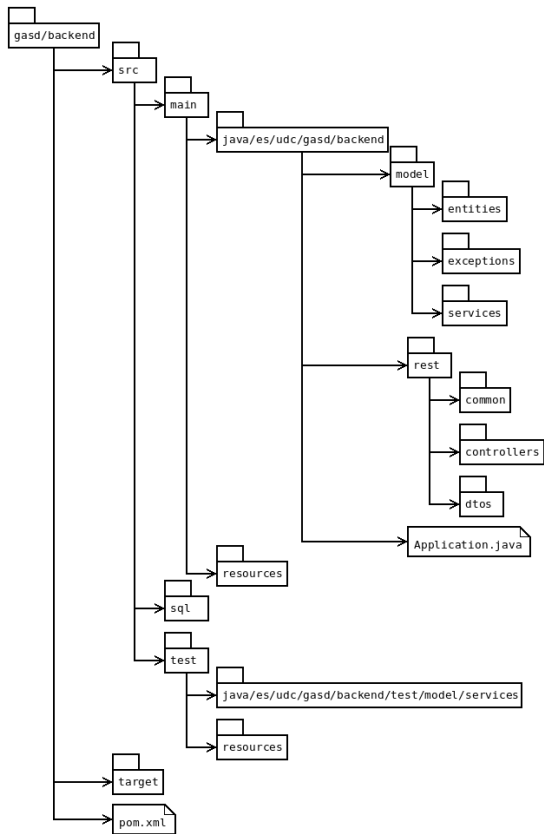 gasd/backend
src
main
java/es/udc/gasd/backend
model
entities
exceptions
services
rest
common
controllers
dtos
Application.java
resources
sql
test
java/es/udc/gasd/backend/test/model/services
resources
target
pom.xml